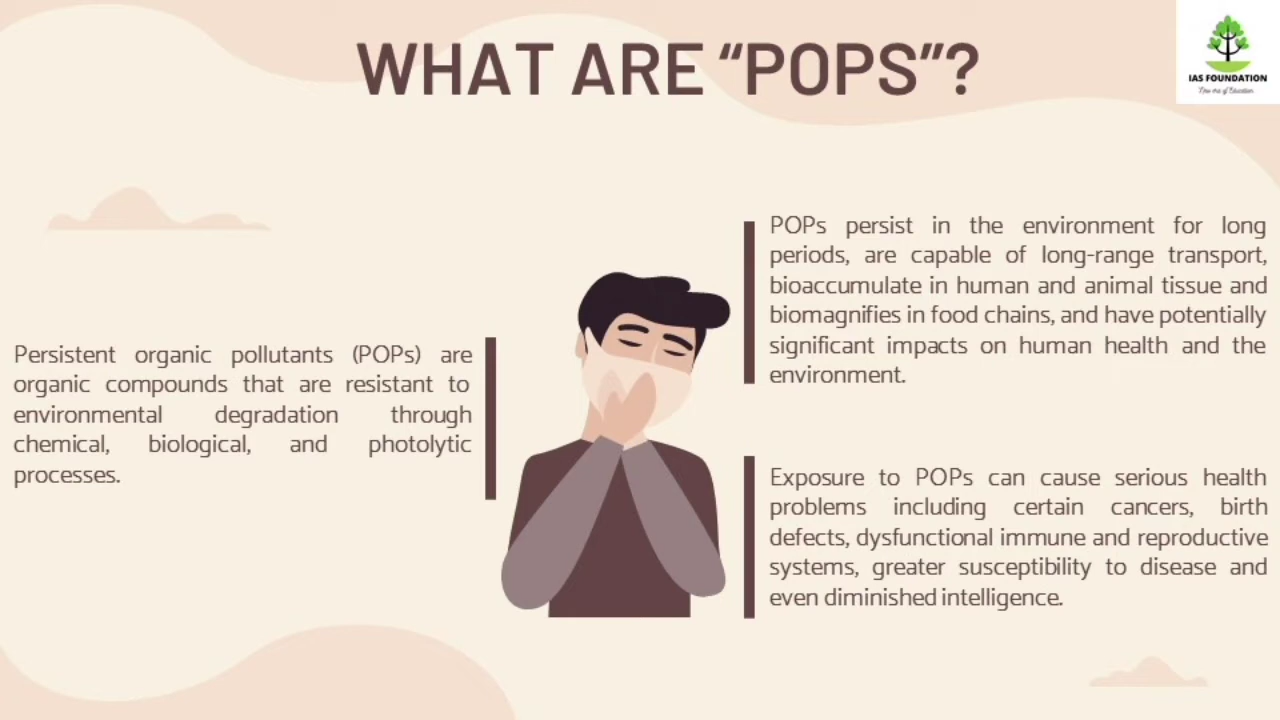 WHAT ARE “POPS”?
IAS FOUNDATION
New era of Education
Persistent organic pollutants (POPs) are
organic compounds that are resistant to
environmental degradation through
chemical, biological, and photolytic
processes.
POPs persist in the environment for long
periods, are capable of long-range transport,
bioaccumulate in human and animal tissue and
biomagnifies in food chains, and have potentially
significant impacts on human health and the
environment.
Exposure to POPs can cause serious health
problems including certain cancers, birth
defects, dysfunctional immune and reproductive
systems, greater susceptibility to disease and
even diminished intelligence.